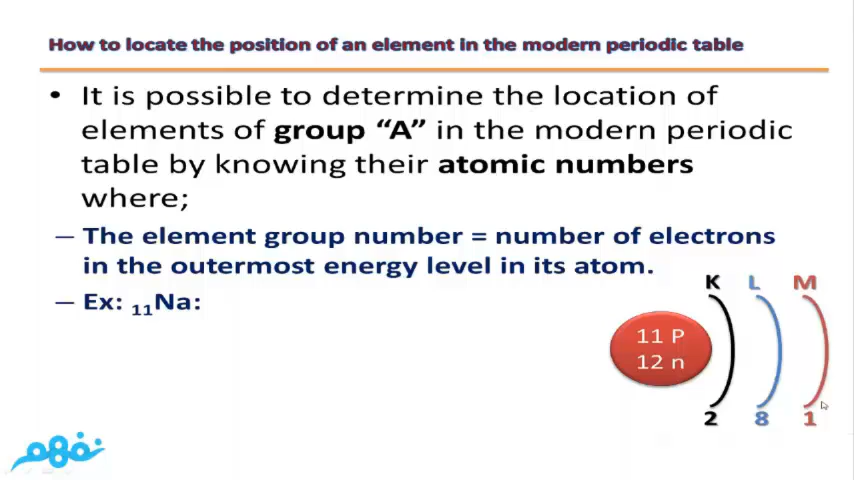 How to locate the position of an element in the modern periodic table
• It is possible to determine the location of
elements of group “A” in the modern periodic
table by knowing their atomic numbers
where;
– The element group number = number of electrons
in the outermost energy level in its atom.
– Ex: ₁₁Na:
K L M
11 P
12 n
2 8 1
نفهم